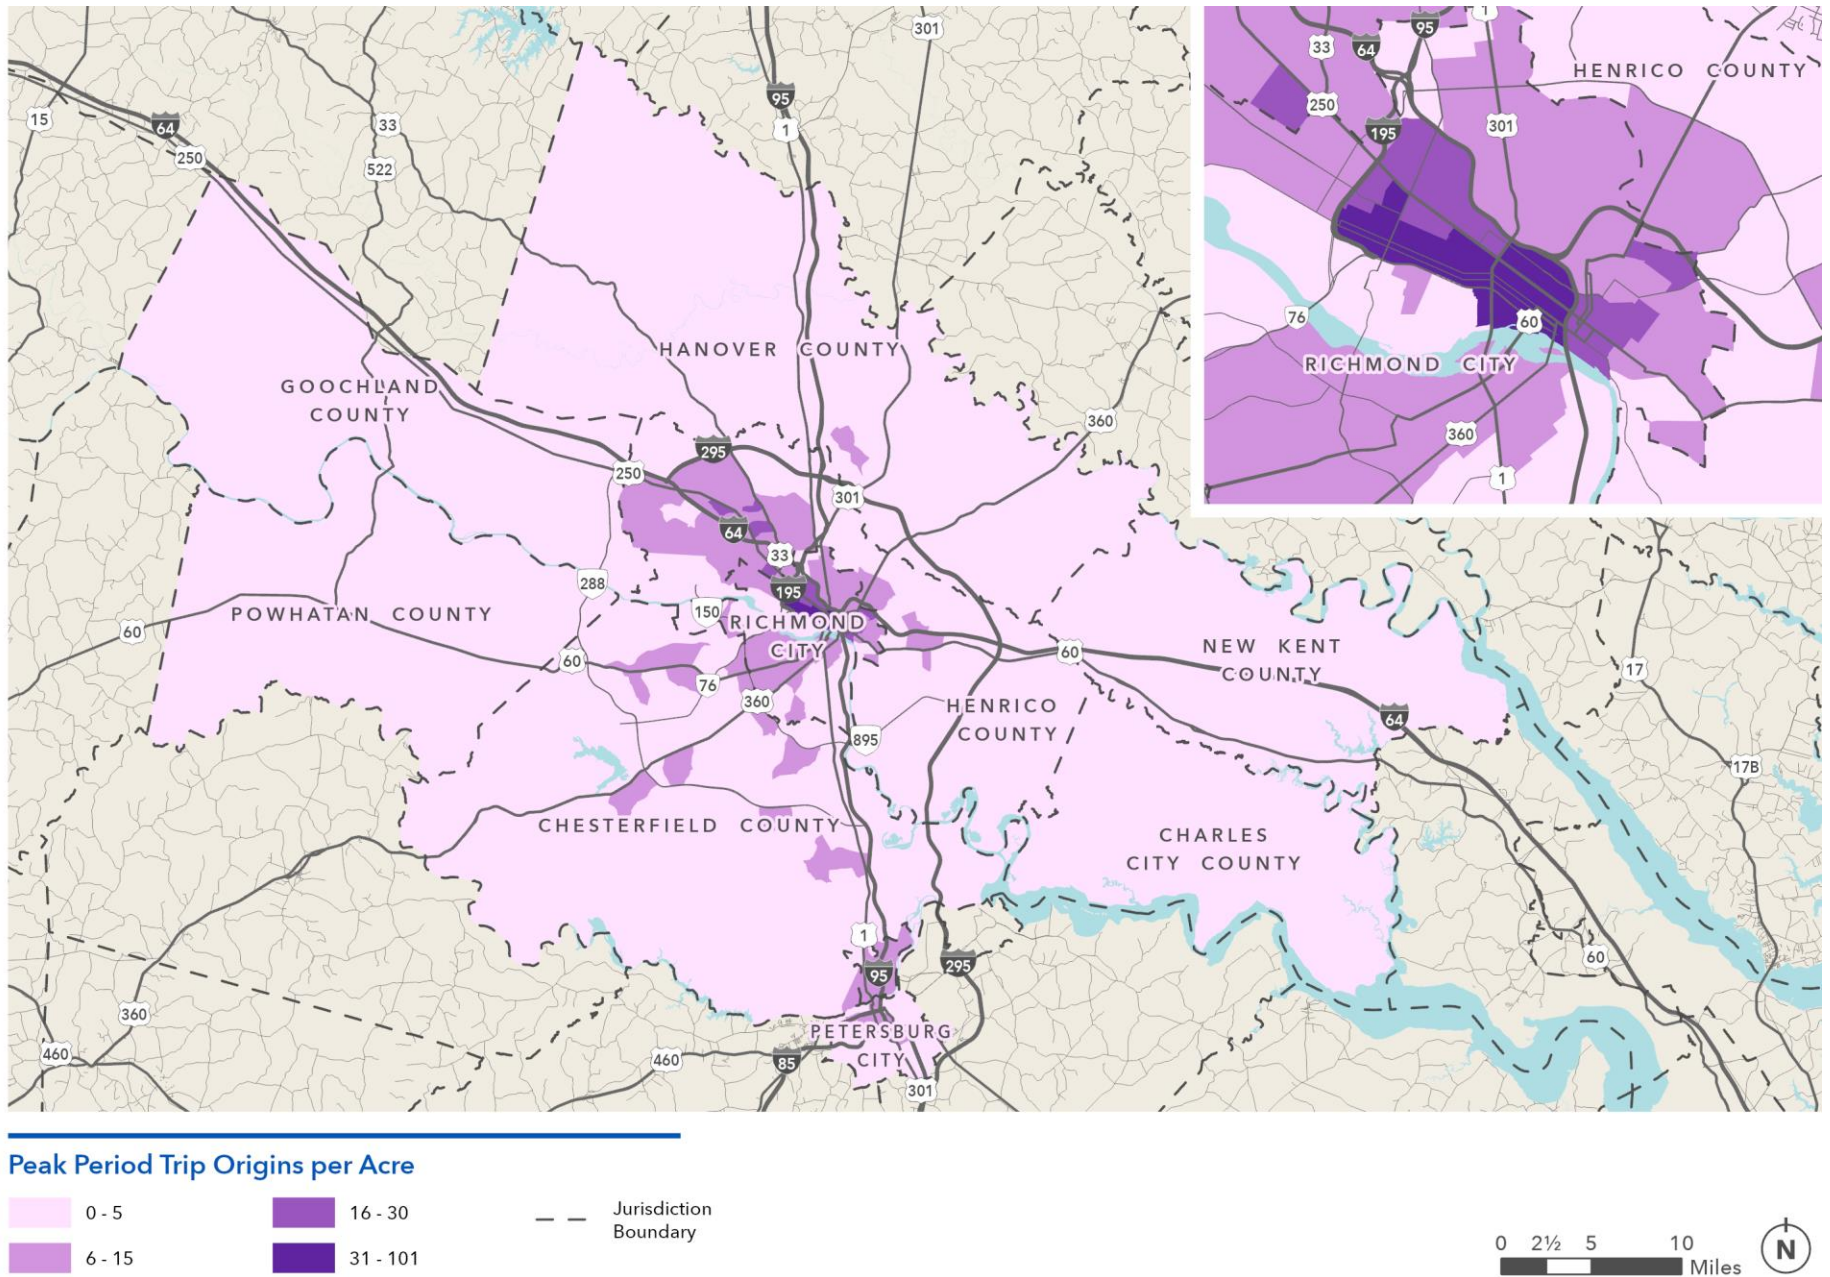 301
95
1
15
64
250
33
522
HANOVER COUNTY
GOOCHLAND
COUNTY
360
295
250
301
64
33
288
195
150
POWHATAN COUNTY
60
RICHMOND
CITY
60
60
NEW KENT
COUNTY
17
76
360
HENRICO
COUNTY
64
895
17B
CHESTERFIELD COUNTY
CHARLES
CITY COUNTY
1
95
295
60
360
PETERSBURG
CITY
460
460
85
301
1
95
33
64
HENRICO COUNTY
250
195
301
76
60
RICHMOND CITY
360
1
Peak Period Trip Origins per Acre
0 - 5
16 - 30
Jurisdiction
Boundary
6 - 15
31 - 101
0 2½ 5 10
Miles
N